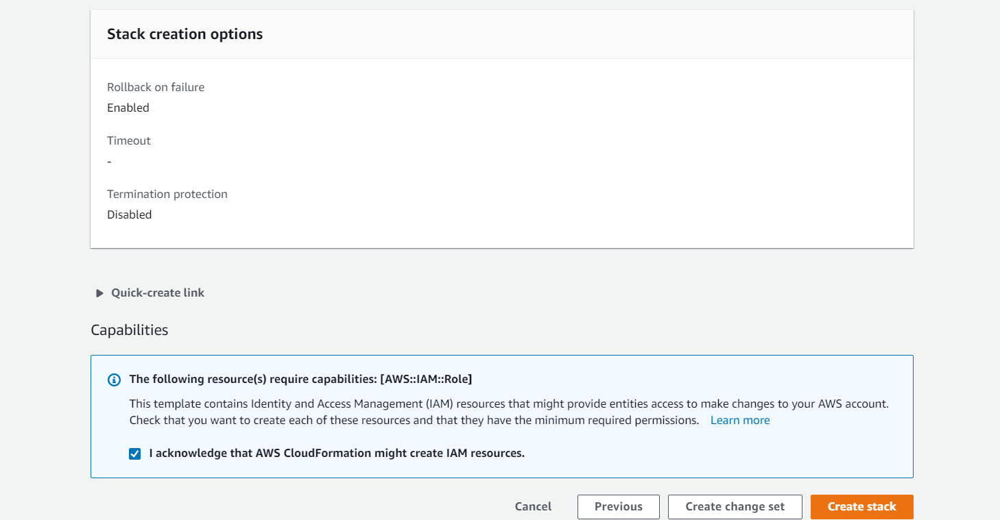 Stack creation options
Rollback on failure
Enabled
Timeout
-
Termination protection
Disabled
Quick-create link
Capabilities
The following resource(s) require capabilities: [AWS::IAM::Role]
This template contains Identity and Access Management (IAM) resources that might provide entities access to make changes to your AWS account.
Check that you want to create each of these resources and that they have the minimum required permissions. Learn more
I acknowledge that AWS CloudFormation might create IAM resources.
Cancel Previous Create change set Create stack